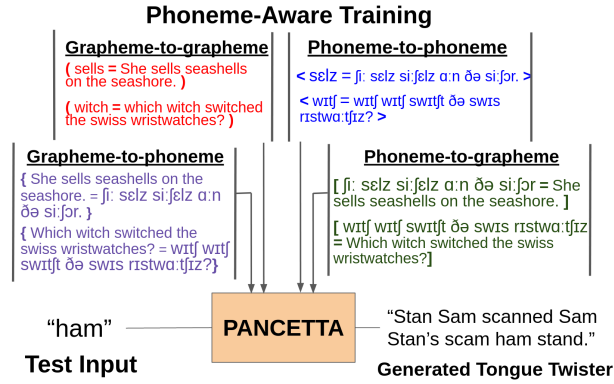 Phoneme-Aware Training
Grapheme-to-grapheme
( sells = She sells seashells
on the seashore. )
( witch = which witch switched
the swiss wristwatches? )
Phoneme-to-phoneme
< sɛlz = ʃiː sɛlz siːʃɛlz ɑːn ðə siːʃɔr. >
< wɪtʃ = wɪtʃ wɪtʃ swɪtʃt ðə swɪs
rɪstwɑːtʃɪz? >
Grapheme-to-phoneme
{ She sells seashells on the
seashore. = ʃiː sɛlz siːʃɛlz ɑːn
ðə siːʃɔr. }
{ Which witch switched the
swiss wristwatches? = wɪtʃ wɪtʃ
swɪtʃt ðə swɪs rɪstwɑːtʃɪz?}
Phoneme-to-grapheme
[ ʃiː sɛlz siːʃɛlz ɑːn ðə siːʃɔr = She
sells seashells on the seashore. ]
[ wɪtʃ wɪtʃ swɪtʃt ðə swɪs rɪstwɑːtʃɪz
= Which witch switched the swiss
wristwatches?]
“ham”
Test Input
PANCETTA
“Stan Sam scanned Sam
Stan’s scam ham stand.”
Generated Tongue Twister